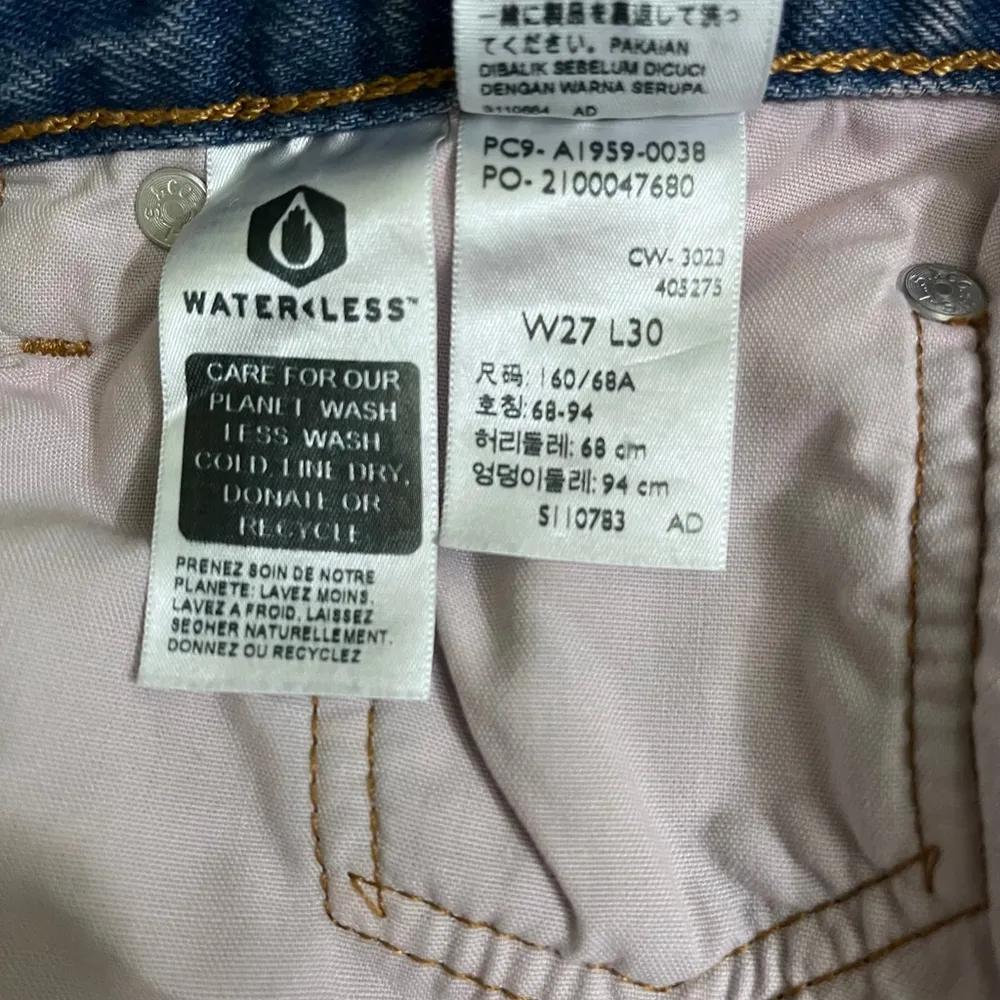 一緒に製品を裏返して洗っ
てください。PAKAIAN
DIBALIK SEBELUM DICUCI
DENGAN WARNA SERUPA.
AD
PC9- A1959-0038
PO- 2100047680
CW- 3023
405275
W27 L30
尺码: 160/68A
호칭: 68-94
허리둘레: 68 cm
엉덩이둘레: 94 cm
S110783 AD
WATER<LESS™
CARE FOR OUR
PLANET WASH
LESS WASH
COLD, LINE DRY,
DONATE OR
RECYCLE
PRENEZ SOIN DE NOTRE
PLANETE: LAVEZ MOINS,
LAVEZ A FROID, LAISSEZ
SECHER NATURELLEMENT.
DONNEZ OU RECYCLEZ